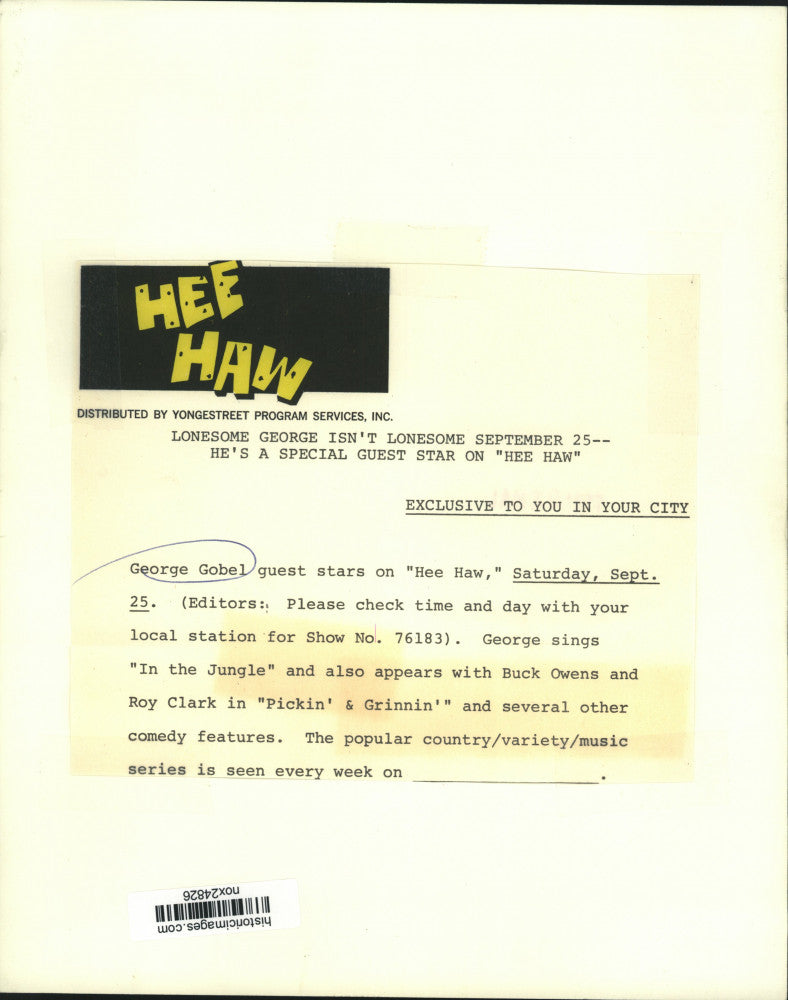 HEE
HAW
DISTRIBUTED BY YONGESTREET PROGRAM SERVICES, INC.
LONESOME GEORGE ISN'T LONESOME SEPTEMBER 25--
HE'S A SPECIAL GUEST STAR ON "HEE HAW"
EXCLUSIVE TO YOU IN YOUR CITY
George Gobel guest stars on "Hee Haw," Saturday, Sept.
25. (Editors: Please check time and day with your
local station for Show No. 76183). George sings
"In the Jungle" and also appears with Buck Owens and
Roy Clark in "Pickin' & Grinnin'" and several other
comedy features. The popular country/variety/music
series is seen every week on ____________________.
historicimages.com
nox24826